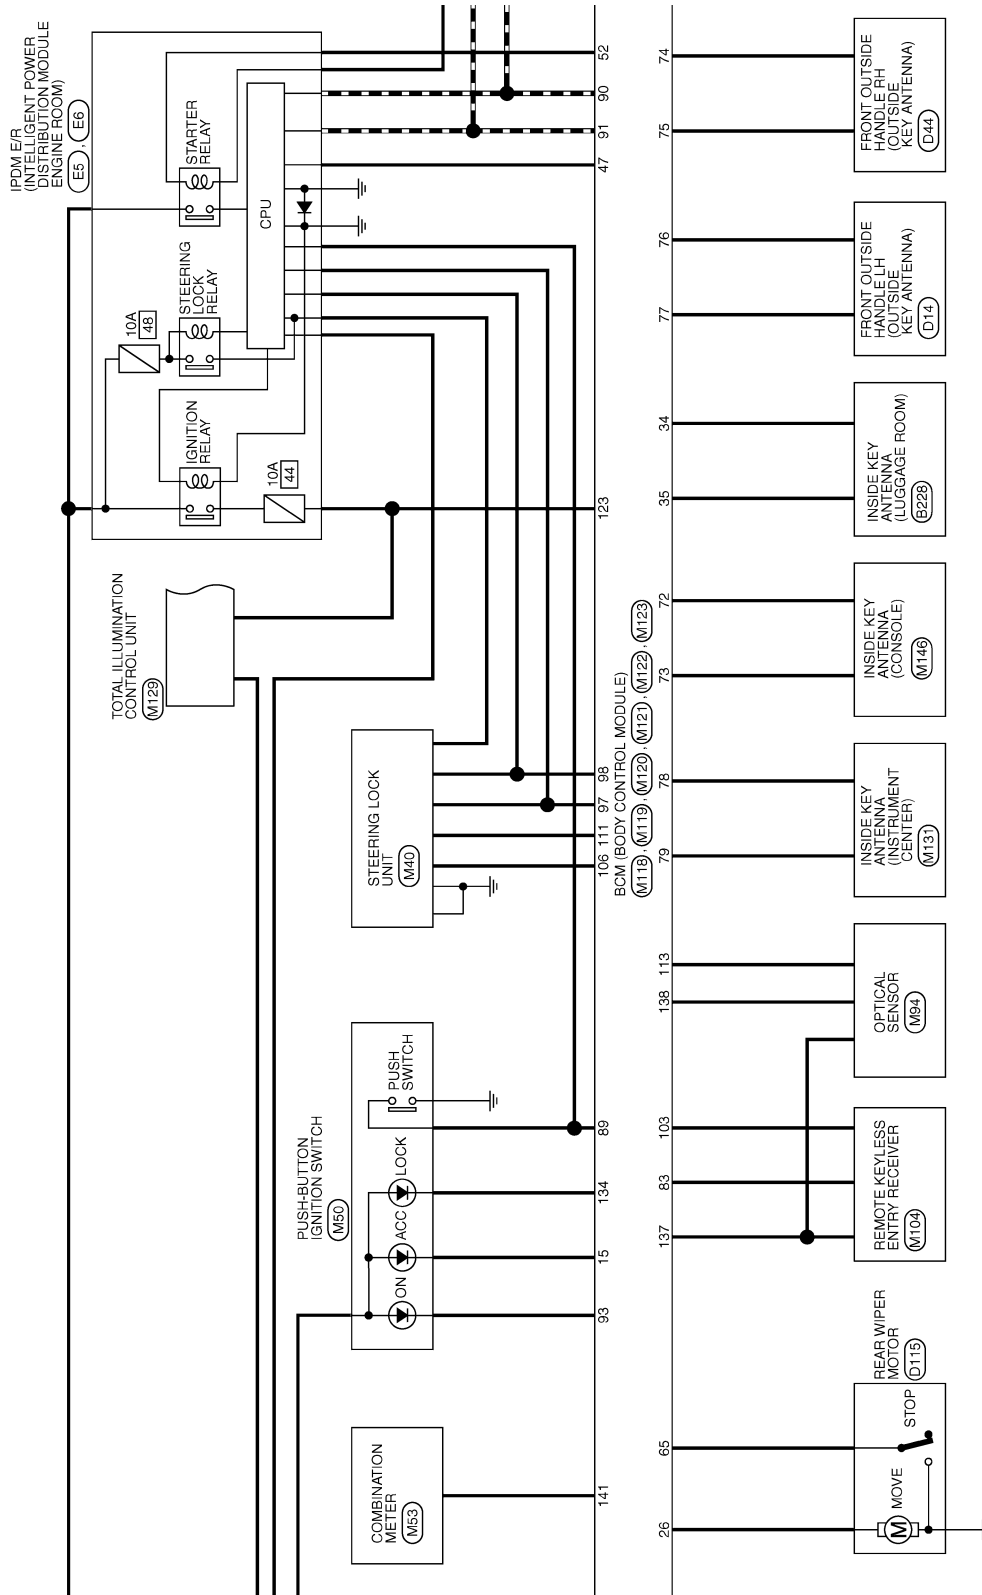 IPDM E/R
(INTELLIGENT POWER
DISTRIBUTION MODULE
ENGINE ROOM)
E5 , E6
STARTER
RELAY
CPU
STEERING
LOCK
RELAY
10A
48
IGNITION
RELAY
10A
44
TOTAL ILLUMINATION
CONTROL UNIT
M129
STEERING LOCK
UNIT
M40
PUSH-BUTTON
IGNITION SWITCH
M50
PUSH
SWITCH
LOCK
ACC
ON
COMBINATION
METER
M53
52
90
91
47
123
98
97
111
106
89
134
15
93
141
BCM (BODY CONTROL MODULE)
M118 , M119 , M120 , M121 , M122 , M123
74
75
76
77
34
35
72
73
78
79
113
138
103
83
137
65
26
FRONT OUTSIDE
HANDLE RH
(OUTSIDE
KEY ANTENNA)
D44
FRONT OUTSIDE
HANDLE LH
(OUTSIDE
KEY ANTENNA)
D14
INSIDE KEY
ANTENNA
(LUGGAGE ROOM)
B228
INSIDE KEY
ANTENNA
(CONSOLE)
M146
INSIDE KEY
ANTENNA
(INSTRUMENT
CENTER)
M131
OPTICAL
SENSOR
M94
REMOTE KEYLESS
ENTRY RECEIVER
M104
REAR WIPER
MOTOR
D115
STOP
MOVE
M